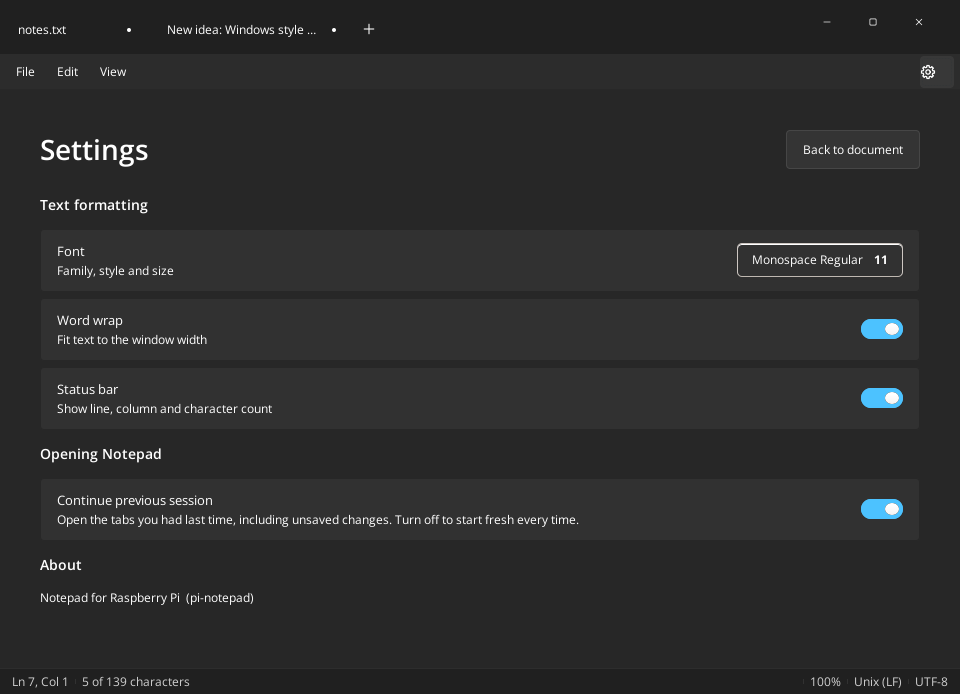 notes.txt • New idea: Windows style ... • +
File Edit View
Settings
Back to document
Text formatting
Font
Family, style and size
Monospace Regular 11
Word wrap
Fit text to the window width
Status bar
Show line, column and character count
Opening Notepad
Continue previous session
Open the tabs you had last time, including unsaved changes. Turn off to start fresh every time.
About
Notepad for Raspberry Pi (pi-notepad)
Ln 7, Col 1 5 of 139 characters 100% Unix (LF) UTF-8